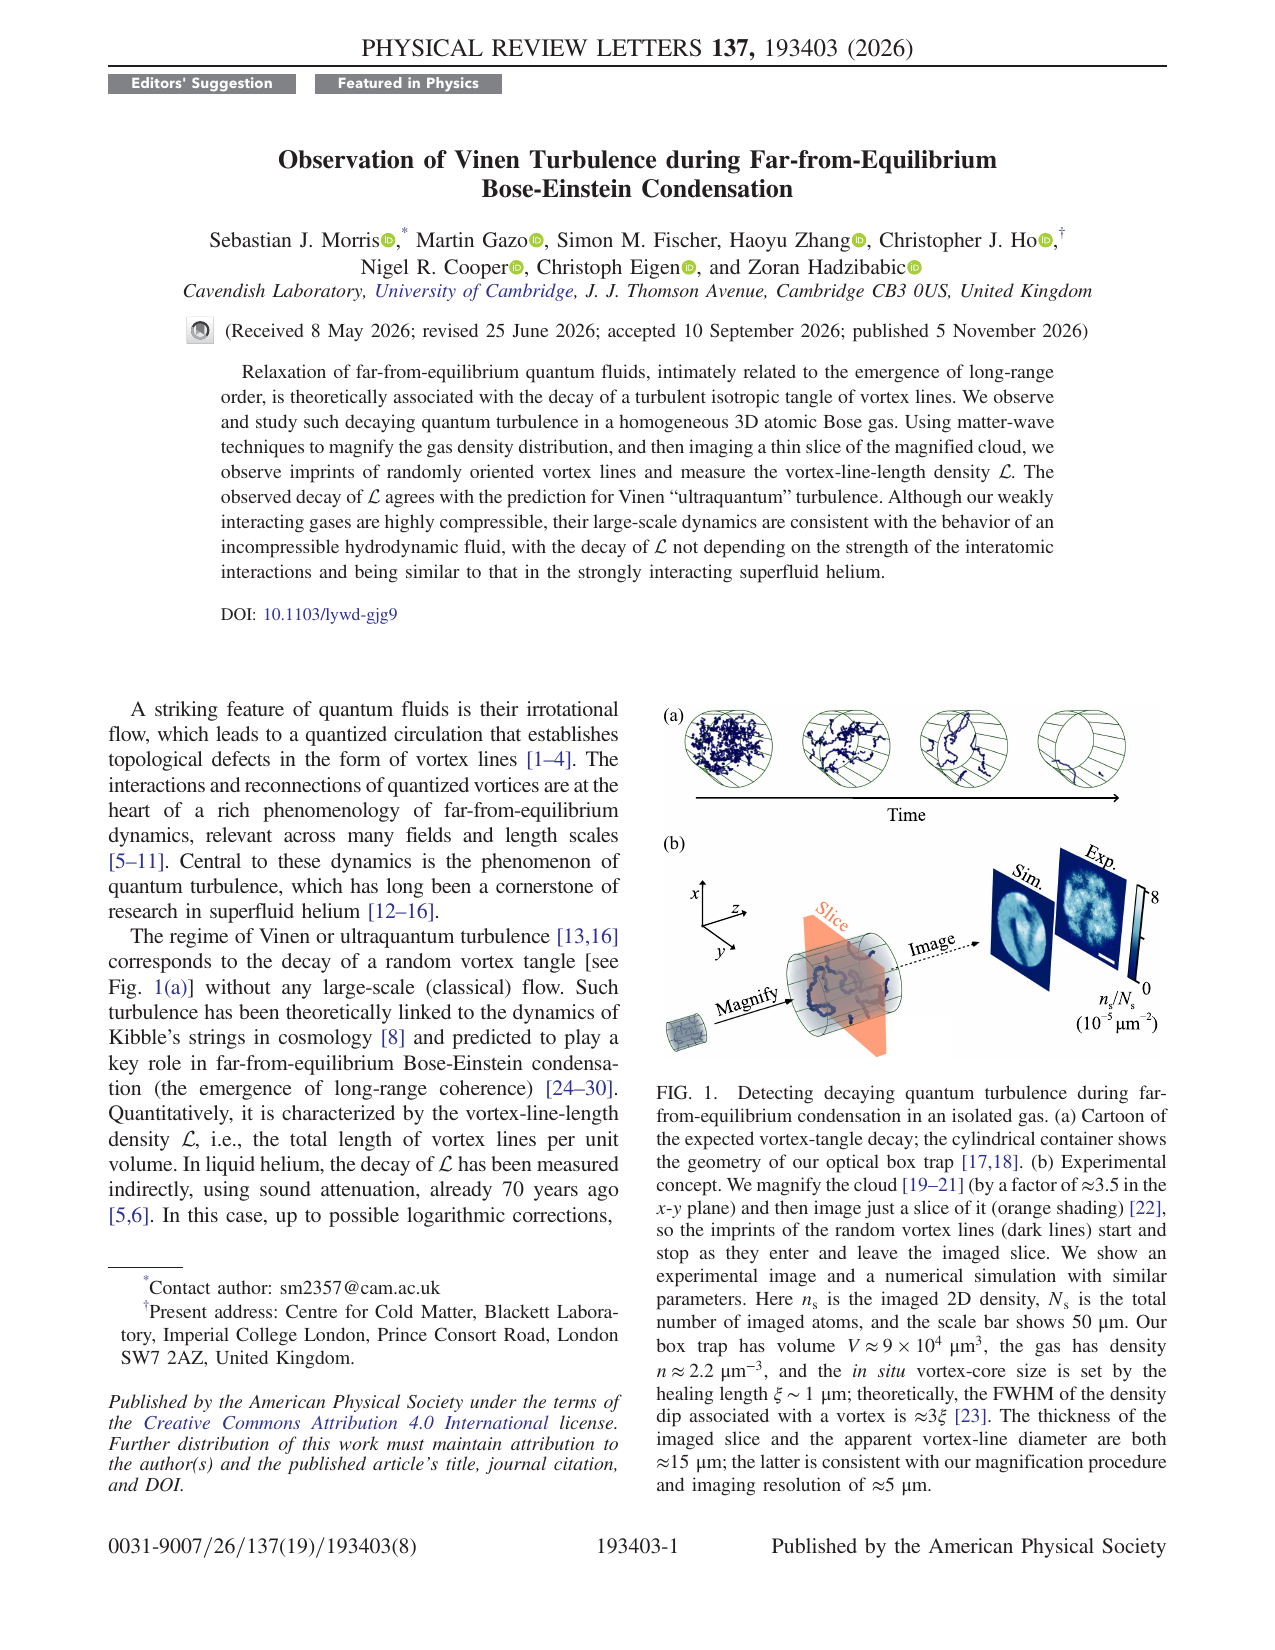 PHYSICAL REVIEW LETTERS 137, 193403 (2026)
Editors' Suggestion
Featured in Physics
Observation of Vinen Turbulence during Far-from-Equilibrium
Bose-Einstein Condensation
Sebastian J. Morris,* Martin Gazo, Simon M. Fischer, Haoyu Zhang, Christopher J. Ho,†
Nigel R. Cooper, Christoph Eigen, and Zoran Hadzibabic
Cavendish Laboratory, University of Cambridge, J. J. Thomson Avenue, Cambridge CB3 0US, United Kingdom
(Received 8 May 2026; revised 25 June 2026; accepted 10 September 2026; published 5 November 2026)
Relaxation of far-from-equilibrium quantum fluids, intimately related to the emergence of long-range
order, is theoretically associated with the decay of a turbulent isotropic tangle of vortex lines. We observe
and study such decaying quantum turbulence in a homogeneous 3D atomic Bose gas. Using matter-wave
techniques to magnify the gas density distribution, and then imaging a thin slice of the magnified cloud, we
observe imprints of randomly oriented vortex lines and measure the vortex-line-length density ℒ. The
observed decay of ℒ agrees with the prediction for Vinen “ultraquantum” turbulence. Although our weakly
interacting gases are highly compressible, their large-scale dynamics are consistent with the behavior of an
incompressible hydrodynamic fluid, with the decay of ℒ not depending on the strength of the interatomic
interactions and being similar to that in the strongly interacting superfluid helium.
DOI: 10.1103/lywd-gjg9
A striking feature of quantum fluids is their irrotational
flow, which leads to a quantized circulation that establishes
topological defects in the form of vortex lines [1–4]. The
interactions and reconnections of quantized vortices are at the
heart of a rich phenomenology of far-from-equilibrium
dynamics, relevant across many fields and length scales
[5–11]. Central to these dynamics is the phenomenon of
quantum turbulence, which has long been a cornerstone of
research in superfluid helium [12–16].
The regime of Vinen or ultraquantum turbulence [13,16]
corresponds to the decay of a random vortex tangle [see
Fig. 1(a)] without any large-scale (classical) flow. Such
turbulence has been theoretically linked to the dynamics of
Kibble's strings in cosmology [8] and predicted to play a
key role in far-from-equilibrium Bose-Einstein condensa-
tion (the emergence of long-range coherence) [24–30].
Quantitatively, it is characterized by the vortex-line-length
density ℒ, i.e., the total length of vortex lines per unit
volume. In liquid helium, the decay of ℒ has been measured
indirectly, using sound attenuation, already 70 years ago
[5,6]. In this case, up to possible logarithmic corrections,
*Contact author: sm2357@cam.ac.uk
†Present address: Centre for Cold Matter, Blackett Labora-
tory, Imperial College London, Prince Consort Road, London
SW7 2AZ, United Kingdom.
Published by the American Physical Society under the terms of
the Creative Commons Attribution 4.0 International license.
Further distribution of this work must maintain attribution to
the author(s) and the published article's title, journal citation,
and DOI.
(a)
Time
(b)
x
z
y
Magnify
Slice
Image
Sim.
Exp.
8
0
nₛ/Nₛ
(10⁻⁵ μm⁻²)
FIG. 1. Detecting decaying quantum turbulence during far-
from-equilibrium condensation in an isolated gas. (a) Cartoon of
the expected vortex-tangle decay; the cylindrical container shows
the geometry of our optical box trap [17,18]. (b) Experimental
concept. We magnify the cloud [19–21] (by a factor of ≈3.5 in the
x-y plane) and then image just a slice of it (orange shading) [22],
so the imprints of the random vortex lines (dark lines) start and
stop as they enter and leave the imaged slice. We show an
experimental image and a numerical simulation with similar
parameters. Here nₛ is the imaged 2D density, Nₛ is the total
number of imaged atoms, and the scale bar shows 50 μm. Our
box trap has volume V ≈ 9 × 10⁴ μm³, the gas has density
n ≈ 2.2 μm⁻³, and the in situ vortex-core size is set by the
healing length ξ ∼ 1 μm; theoretically, the FWHM of the density
dip associated with a vortex is ≈3ξ [23]. The thickness of the
imaged slice and the apparent vortex-line diameter are both
≈15 μm; the latter is consistent with our magnification procedure
and imaging resolution of ≈5 μm.
0031-9007/26/137(19)/193403(8)
193403-1
Published by the American Physical Society